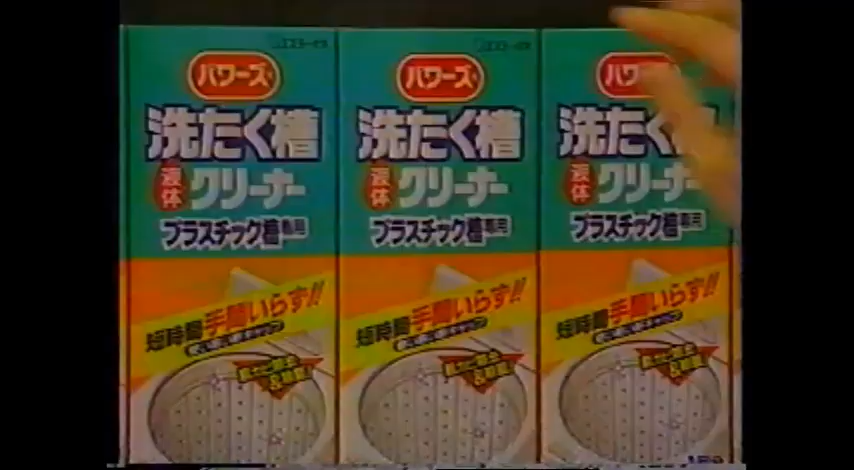 パワーズ
洗たく槽
液体
クリーナー
プラスチック槽専用
短時間手間いらず!!
パワーズ
洗たく槽
液体
クリーナー
プラスチック槽専用
短時間手間いらず!!
パワ
洗たく
液体
クリーナー
プラスチック槽専用
短時間手間いらず!!